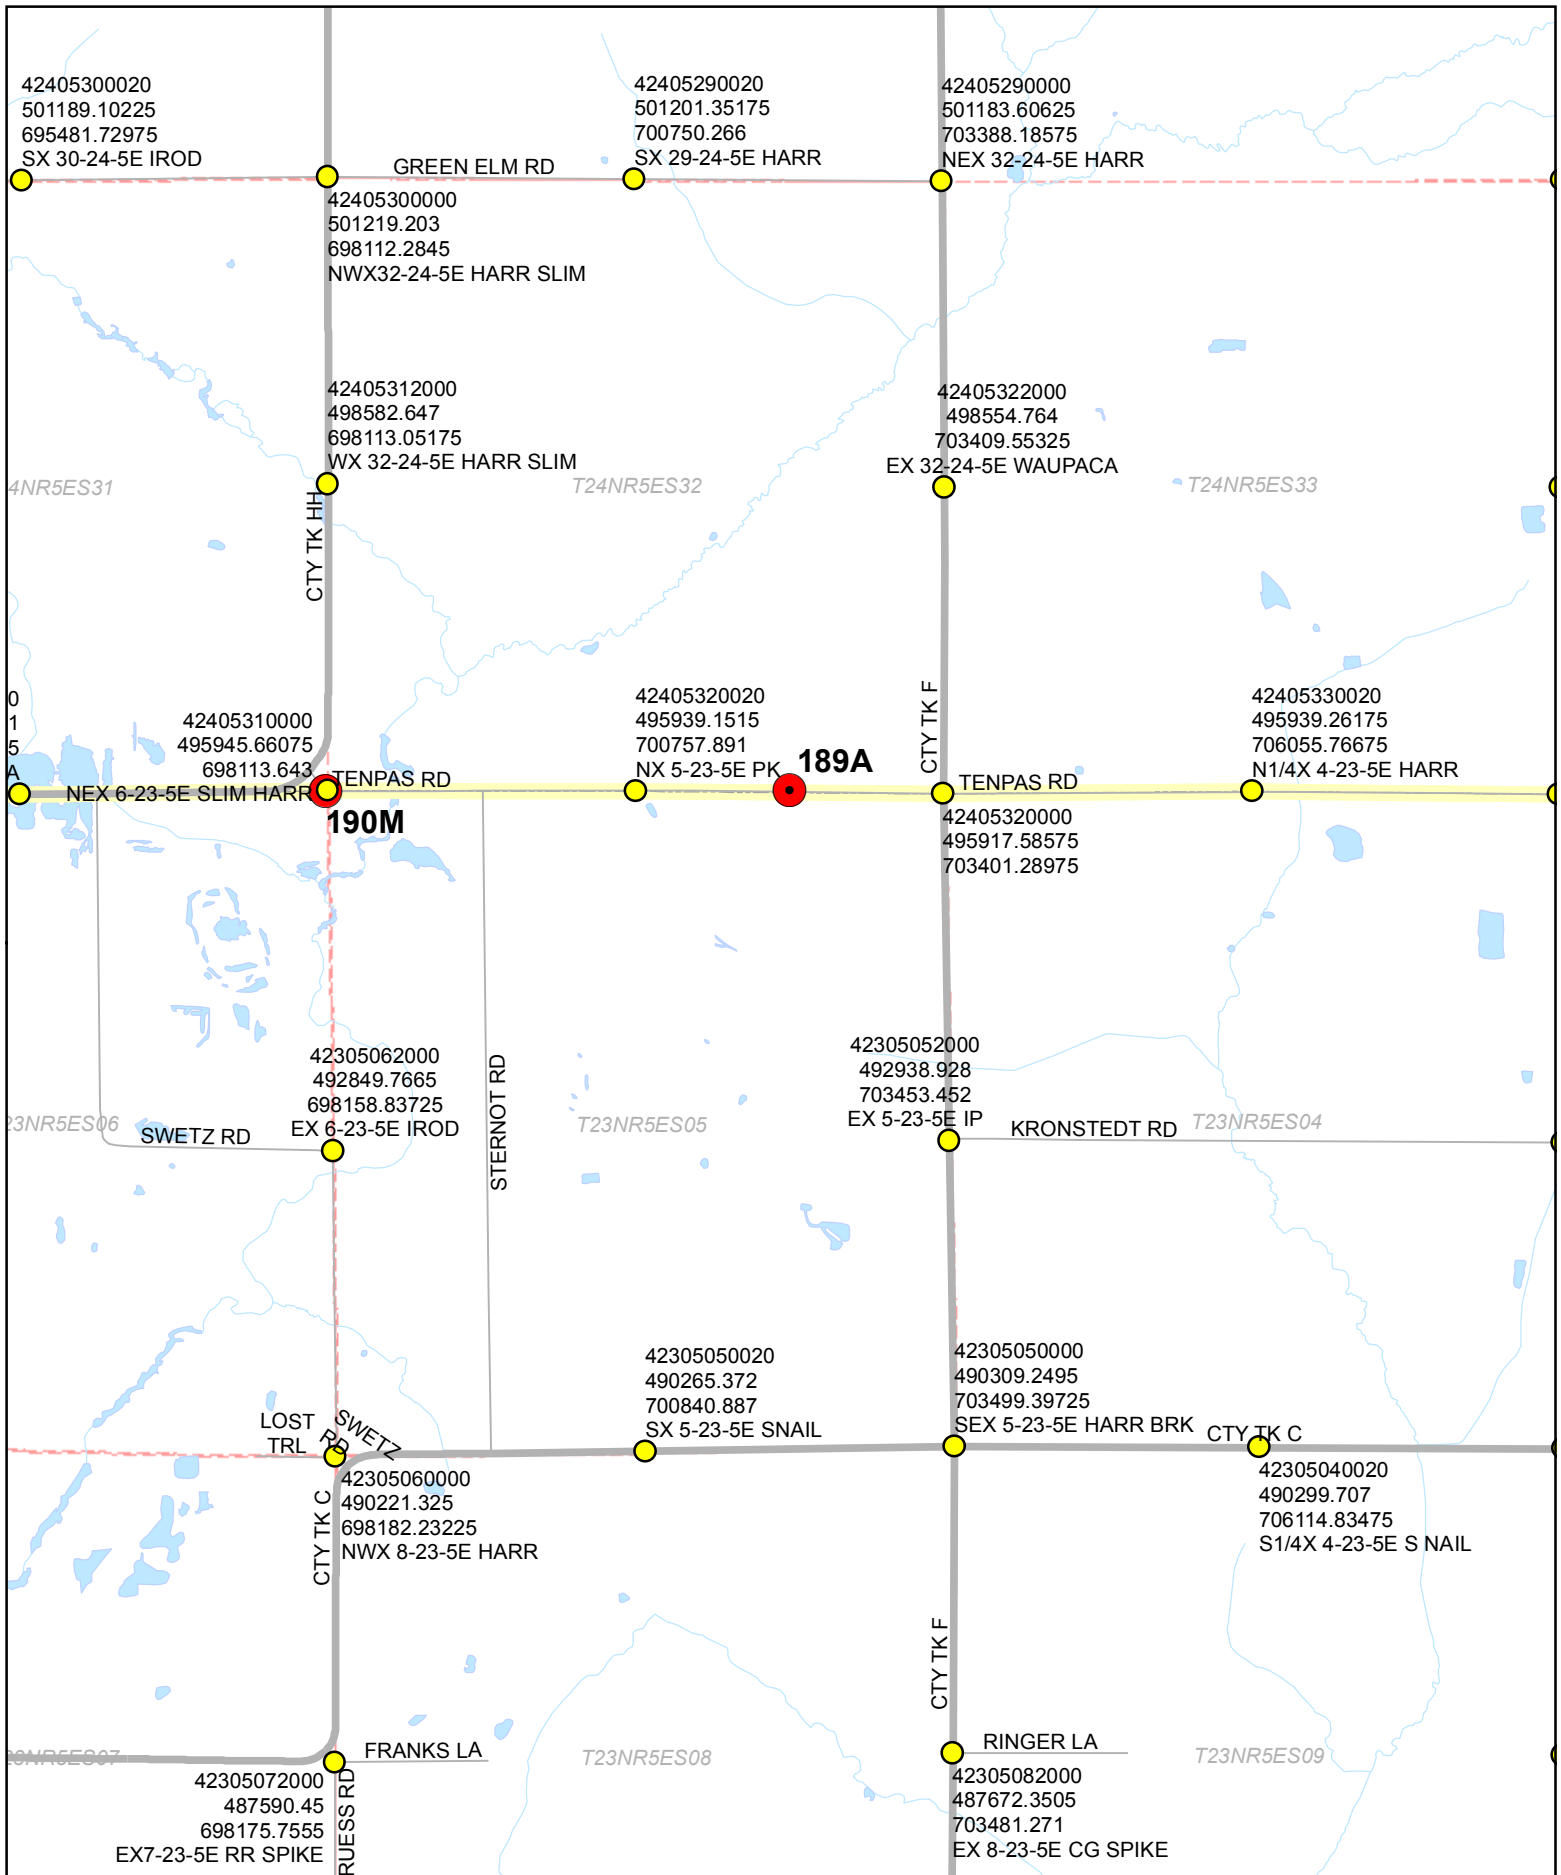 42405300020
501189.10225
695481.72975
SX 30-24-5E IROD
42405290020
501201.35175
700750.266
SX 29-24-5E HARR
42405290000
501183.60625
703388.18575
NEX 32-24-5E HARR
GREEN ELM RD
42405300000
501219.203
698112.2845
NWX32-24-5E HARR SLIM
42405312000
498582.647
698113.05175
WX 32-24-5E HARR SLIM
42405322000
498554.764
703409.55325
EX 32-24-5E WAUPACA
4NR5ES31
T24NR5ES32
T24NR5ES33
CTY TK HH
0
1
5
A
42405310000
495945.66075
698113.643
NEX 6-23-5E SLIM HARR
TENPAS RD
190M
42405320020
495939.1515
700757.891
NX 5-23-5E PK
189A
CTY TK F
TENPAS RD
42405320000
495917.58575
703401.28975
42405330020
495939.26175
706055.76675
N1/4X 4-23-5E HARR
42305062000
492849.7665
698158.83725
EX 6-23-5E IROD
23NR5ES06
SWETZ RD
STERNOT RD
T23NR5ES05
42305052000
492938.928
703453.452
EX 5-23-5E IP
KRONSTEDT RD
T23NR5ES04
42305050020
490265.372
700840.887
SX 5-23-5E SNAIL
42305050000
490309.2495
703499.39725
SEX 5-23-5E HARR BRK
CTY TK C
LOST
TRL
SWETZ
RD
42305060000
490221.325
698182.23225
NWX 8-23-5E HARR
CTY TK C
42305040020
490299.707
706114.83475
S1/4X 4-23-5E S NAIL
CTY TK F
23NR5ES07
FRANKS LA
T23NR5ES08
RINGER LA
T23NR5ES09
42305072000
487590.45
698175.7555
EX7-23-5E RR SPIKE
RUESS RD
42305082000
487672.3505
703481.271
EX 8-23-5E CG SPIKE